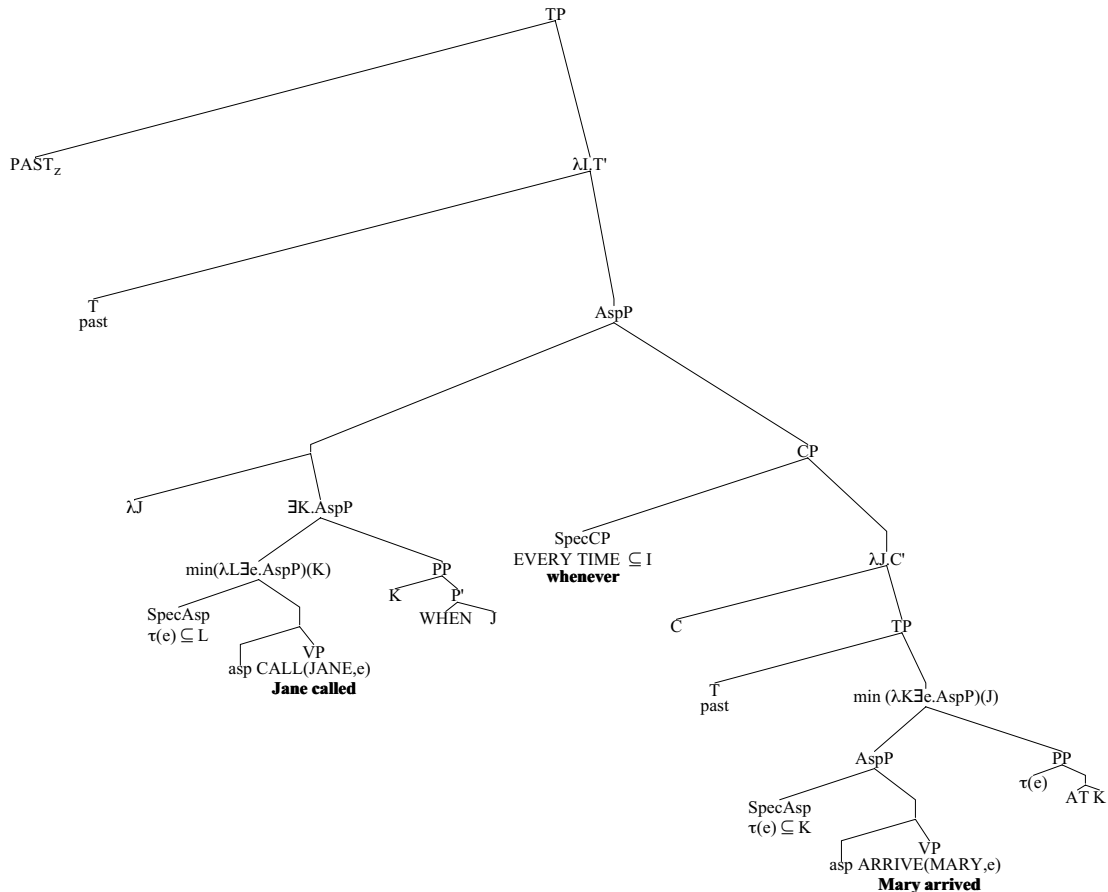 TP
PASTz
λI.T'
T
past
AspP
CP
λJ
∃K.AspP
SpecCP
EVERY TIME ⊆ I
whenever
λJ.C'
min(λL∃e.AspP)(K)
PP
SpecAsp
τ(e) ⊆ L
K
P'
WHEN J
C
TP
VP
asp CALL(JANE,e)
Jane called
T
past
min (λK∃e.AspP)(J)
AspP
PP
SpecAsp
τ(e) ⊆ K
τ(e)
AT K
VP
asp ARRIVE(MARY,e)
Mary arrived